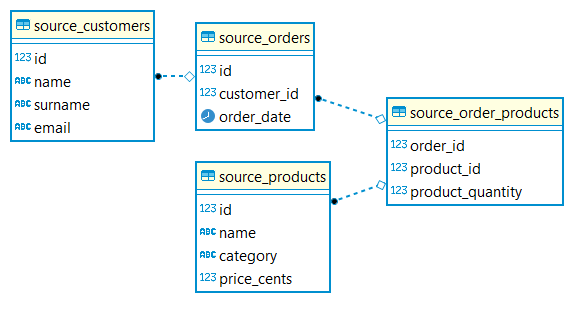 source_customers
123 id
ABC name
ABC surname
ABC email
source_orders
123 id
123 customer_id
order_date
source_order_products
123 order_id
123 product_id
123 product_quantity
source_products
123 id
ABC name
ABC category
123 price_cents